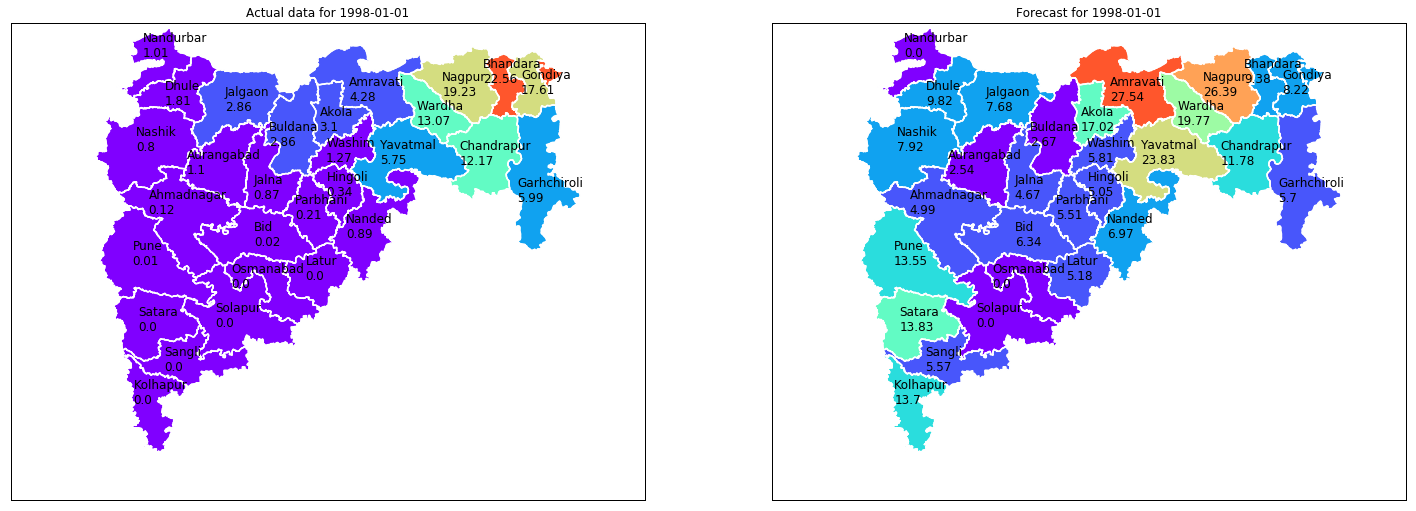 Actual data for 1998-01-01
Nandurbar
1.01
Dhule
1.81
Jalgaon
2.86
Amravati
4.28
Nagpur
19.23
Bhandara
22.56
Gondiya
17.61
Wardha
13.07
Akola
3.1
Buldana
2.86
Nashik
0.8
Aurangabad
1.1
Washim
1.27
Yavatmal
5.75
Chandrapur
12.17
Jalna
0.87
Hingoli
0.34
Garhchiroli
5.99
Ahmadnagar
0.12
Parbhani
0.21
Nanded
0.89
Bid
0.02
Pune
0.01
Osmanabad
0.0
Latur
0.0
Satara
0.0
Solapur
0.0
Sangli
0.0
Kolhapur
0.0
Forecast for 1998-01-01
Nandurbar
0.0
Dhule
9.82
Jalgaon
7.68
Amravati
27.54
Nagpur
26.39
Bhandara
9.38
Gondiya
8.22
Wardha
19.77
Akola
17.02
Buldana
2.67
Nashik
7.92
Aurangabad
2.54
Washim
5.81
Yavatmal
23.83
Chandrapur
11.78
Jalna
4.67
Hingoli
5.05
Garhchiroli
5.7
Ahmadnagar
4.99
Parbhani
5.51
Nanded
6.97
Bid
6.34
Pune
13.55
Osmanabad
0.0
Latur
5.18
Satara
13.83
Solapur
0.0
Sangli
5.57
Kolhapur
13.7